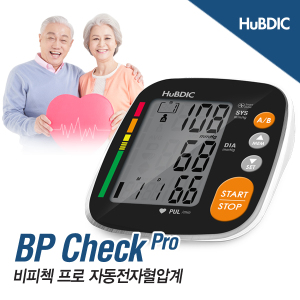 HuBDIC
HuBDIC
108
SYS
mmHg
A/B
68
DIA
mmHg
MEM
SET
66
START
STOP
PUL
BP Check Pro
비피첵 프로 자동전자혈압계